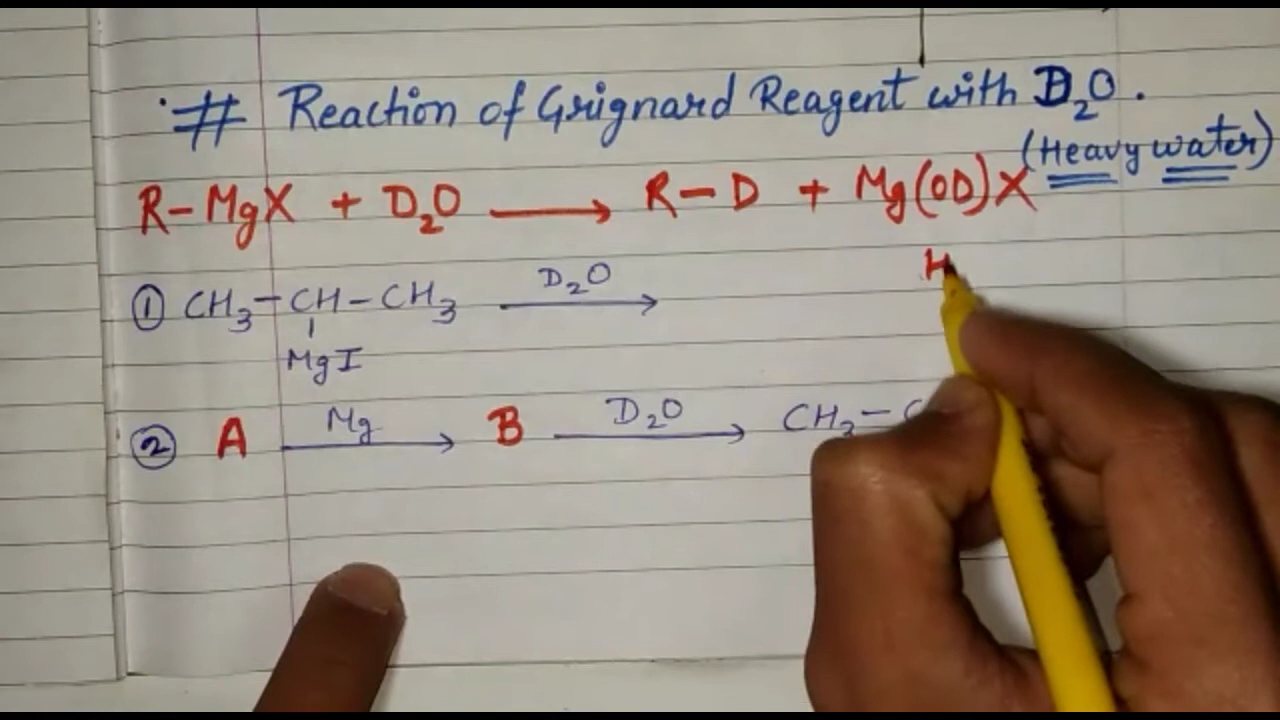 # Reaction of Grignard Reagent with D₂O.
(Heavy water)
R-MgX + D₂O ⟶ R-D + Mg(OD)X
H
① CH₃-CH-CH₃ D₂O ⟶
MgI
② A Mg ⟶ B D₂O ⟶ CH₃-C